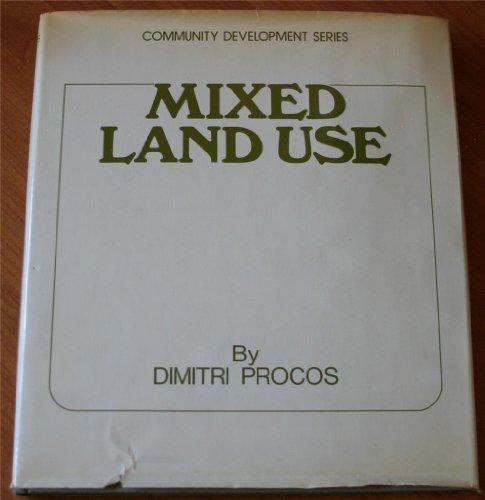 COMMUNITY DEVELOPMENT SERIES
MIXED
LAND USE
By
DIMITRI PROCOS